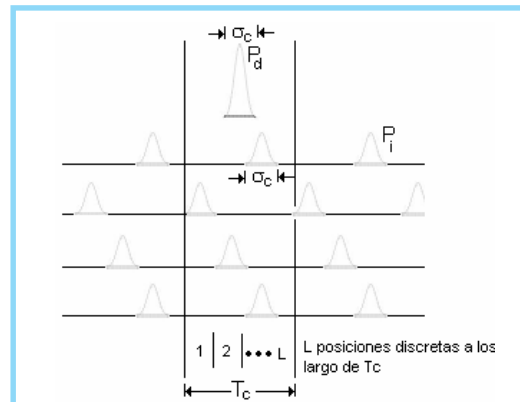 σc
Pd
Pi
σc
1 2 ●●● L
L posiciones discretas a los
largo de Tc
Tc